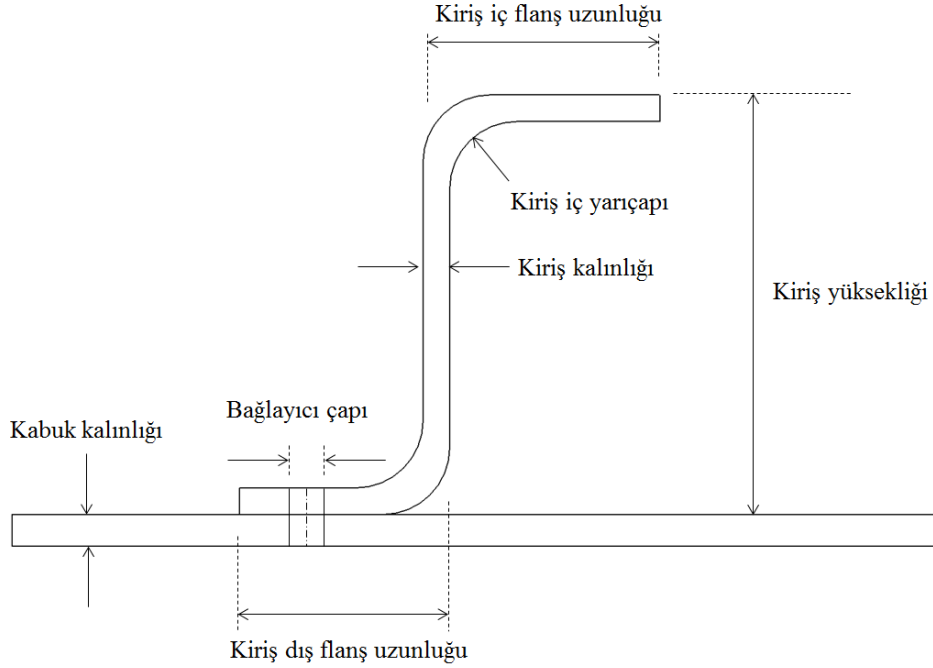 Kiriş iç flanş uzunluğu
Kiriş iç yarıçapı
Kiriş kalınlığı
Kiriş yüksekliği
Bağlayıcı çapı
Kabuk kalınlığı
Kiriş dış flanş uzunluğu